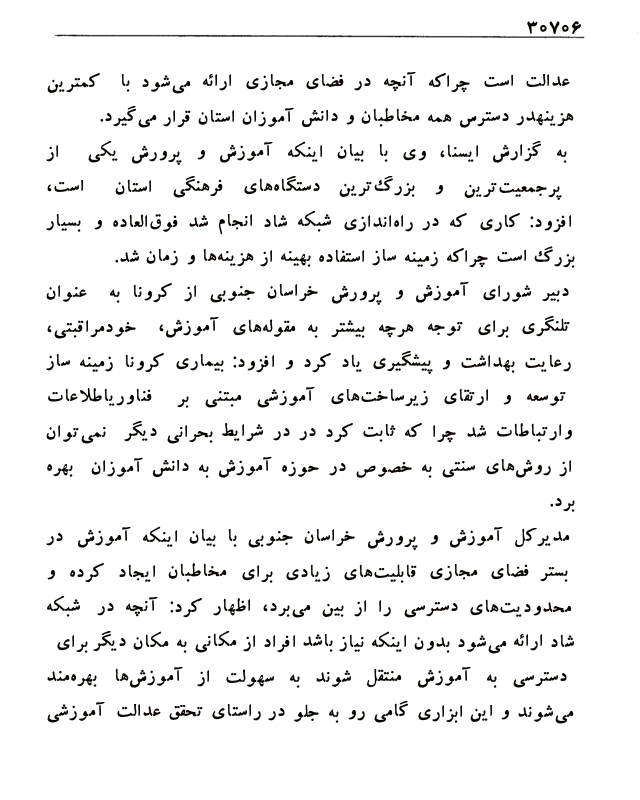 ۳۰۷۰۶
عدالت است چراکه آنچه در فضای مجازی ارائه می‌شود با کمترین
هزینهدر دسترس همه مخاطبان و دانش آموزان استان قرار می‌گیرد.
به گزارش ایسنا، وی با بیان اینکه آموزش و پرورش یکی از
پرجمعیت‌ترین و بزرگ‌ترین دستگاه‌های فرهنگی استان است،
افزود: کاری که در راه‌اندازی شبکه شاد انجام شد فوق‌العاده و بسیار
بزرگ است چراکه زمینه ساز استفاده بهینه از هزینه‌ها و زمان شد.
دبیر شورای آموزش و پرورش خراسان جنوبی از کرونا به عنوان
تلنگری برای توجه هرچه بیشتر به مقوله‌های آموزش، خودمراقبتی،
رعایت بهداشت و پیشگیری یاد کرد و افزود: بیماری کرونا زمینه ساز
توسعه و ارتقای زیرساخت‌های آموزشی مبتنی بر فناوریاطلاعات
وارتباطات شد چرا که ثابت کرد در در شرایط بحرانی دیگر نمی‌توان
از روش‌های سنتی به خصوص در حوزه آموزش به دانش آموزان بهره
برد.
مدیرکل آموزش و پرورش خراسان جنوبی با بیان اینکه آموزش در
بستر فضای مجازی قابلیت‌های زیادی برای مخاطبان ایجاد کرده و
محدودیت‌های دسترسی را از بین می‌برد، اظهار کرد: آنچه در شبکه
شاد ارائه می‌شود بدون اینکه نیاز باشد افراد از مکانی به مکان دیگر برای
دسترسی به آموزش منتقل شوند به سهولت از آموزش‌ها بهره‌مند
می‌شوند و این ابزاری گامی رو به جلو در راستای تحقق عدالت آموزشی